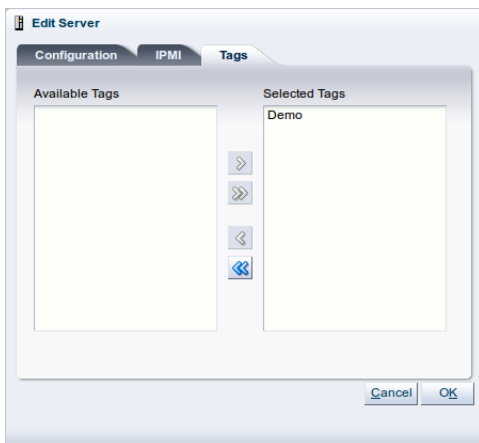 Edit Server
Configuration IPMI Tags
Available Tags Selected Tags
Demo
Cancel OK